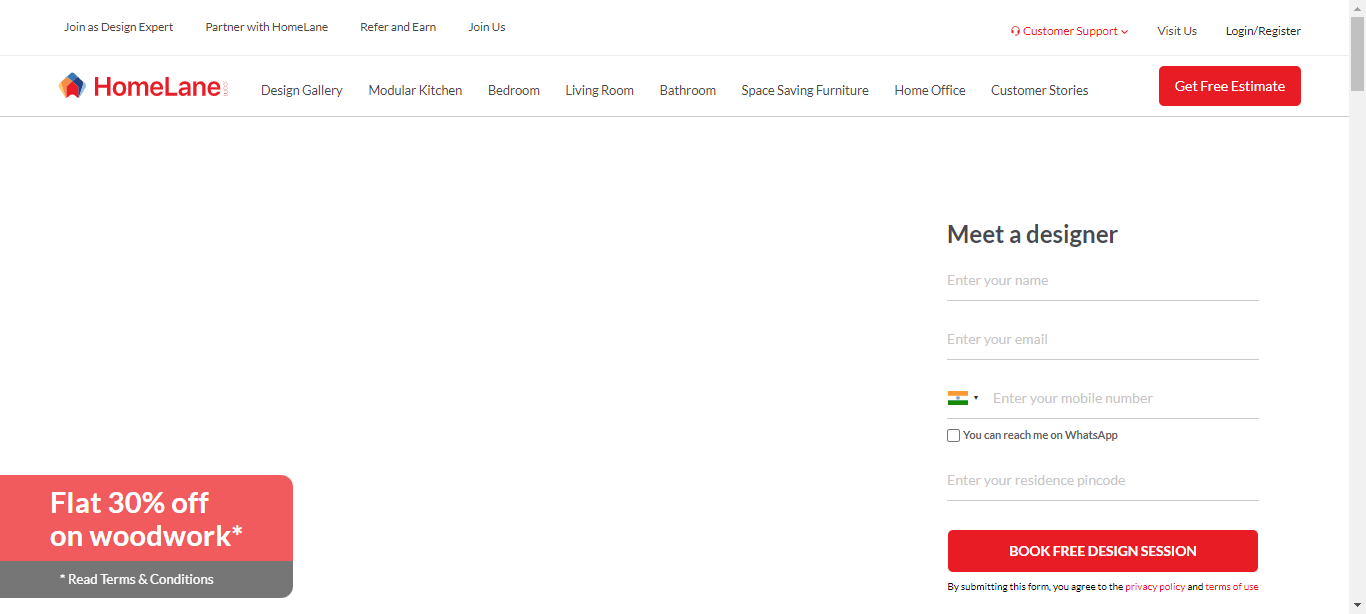 Join as Design Expert Partner with HomeLane Refer and Earn Join Us Customer Support Visit Us Login/Register
HomeLane Design Gallery Modular Kitchen Bedroom Living Room Bathroom Space Saving Furniture Home Office Customer Stories Get Free Estimate
Meet a designer
Enter your name
Enter your email
Enter your mobile number
You can reach me on WhatsApp
Enter your residence pincode
BOOK FREE DESIGN SESSION
By submitting this form, you agree to the privacy policy and terms of use
Flat 30% off
on woodwork*
* Read Terms & Conditions